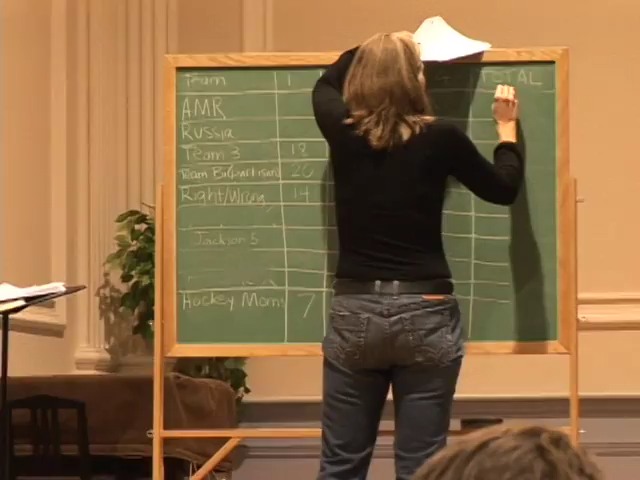 Team 1 TOTAL
AMR
Russia
Team 3 18
Team Bipartisan 20
Right/Wrong 14
Jackson 5
Hockey Moms 7